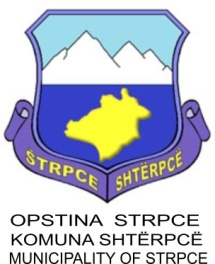 ŠTRPCE SHTËRPCË
OPSTINA STRPCE
KOMUNA SHTËRPCË
MUNICIPALITY OF STRPCE